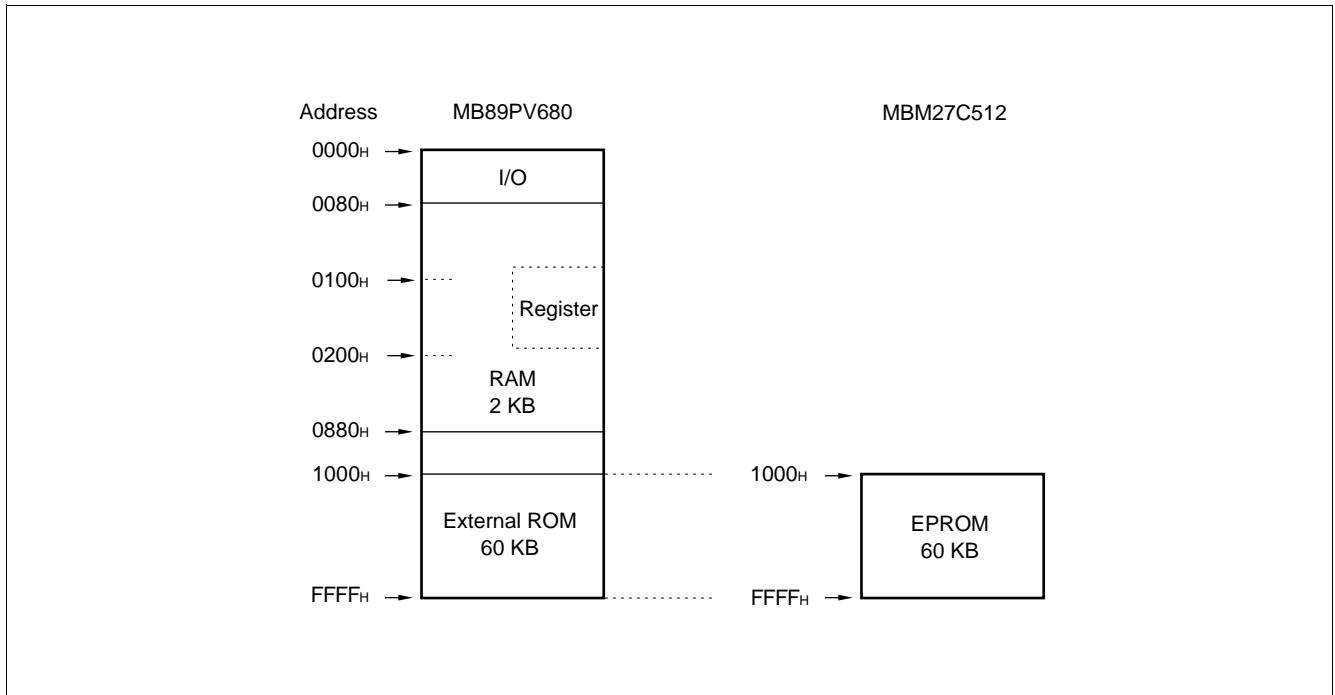 Address MB89PV680 MBM27C512
0000H
I/O
0080H
0100H
Register
0200H
RAM
2 KB
0880H
1000H 1000H
External ROM EPROM
60 KB 60 KB
FFFFH FFFFH